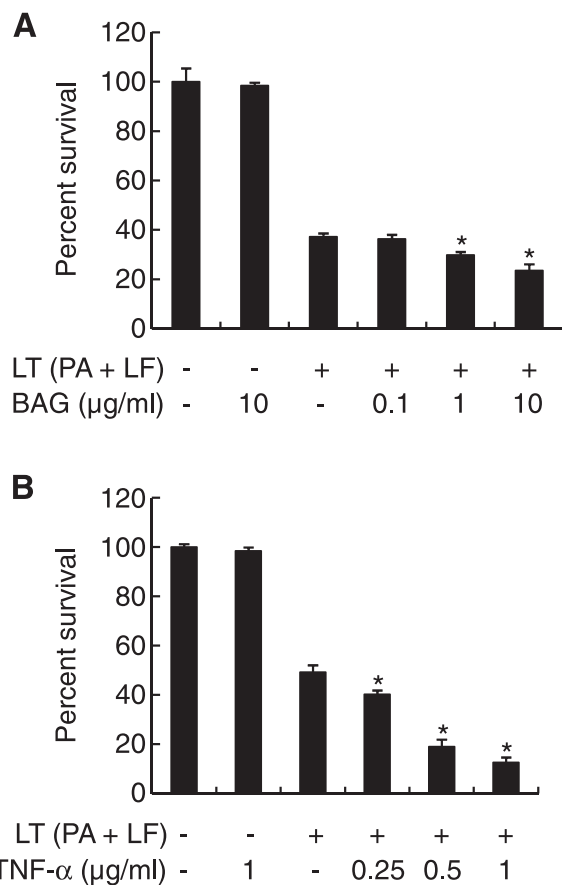 A
120
100
80
60
40
20
0
Percent survival
* *
LT (PA + LF) - - + + + +
BAG (µg/ml) - 10 - 0.1 1 10
B
120
100
80
60
40
20
0
Percent survival
* * *
LT (PA + LF) - - + + + +
TNF-α (µg/ml) - 1 - 0.25 0.5 1